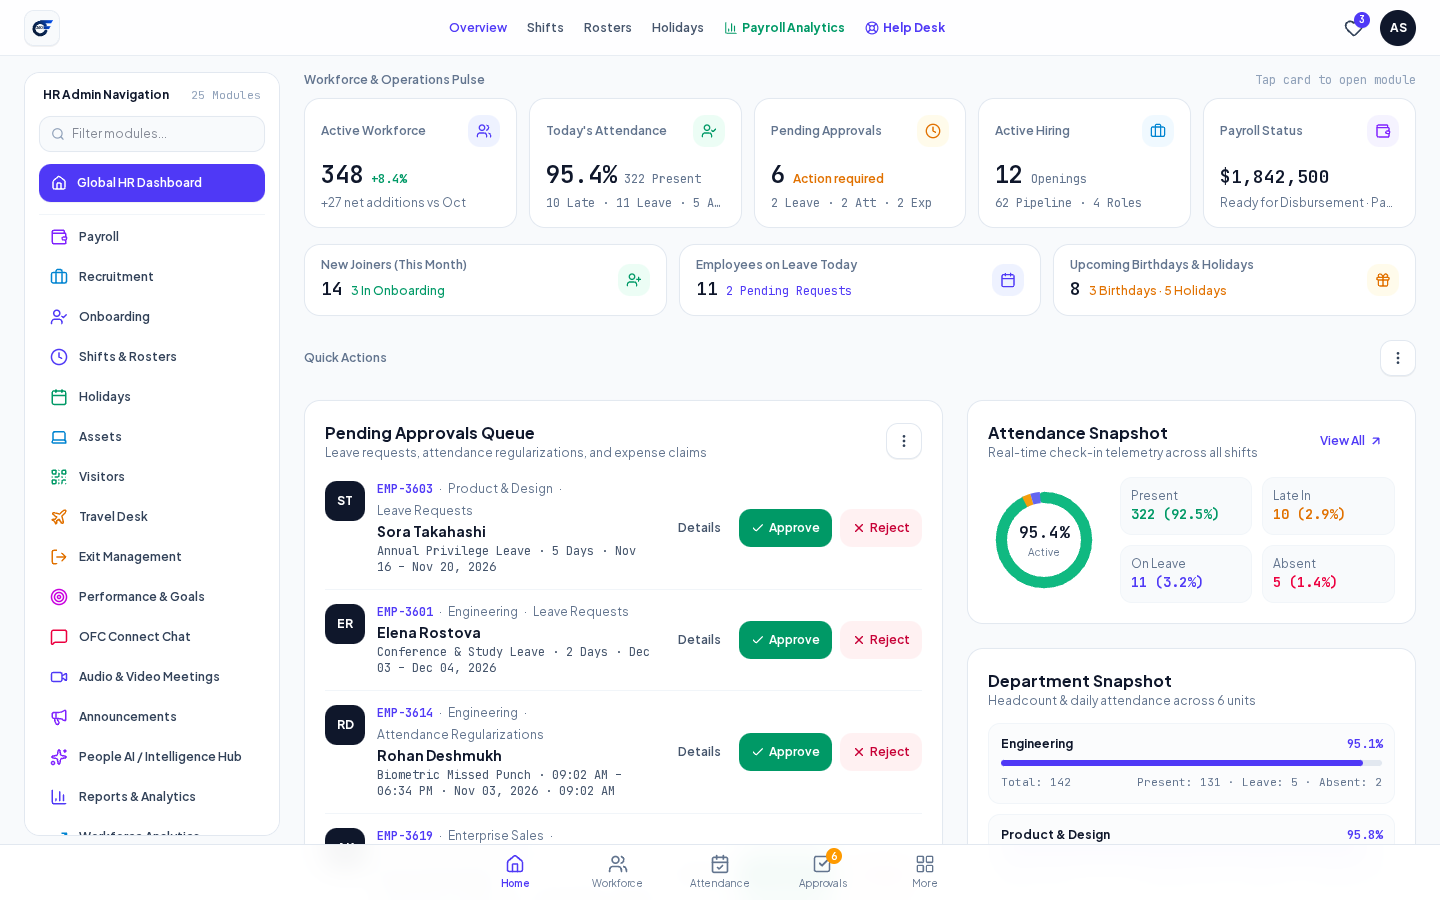 Overview
Shifts
Rosters
Holidays
Payroll Analytics
Help Desk
3
AS
HR Admin Navigation
25 Modules
Filter modules...
Global HR Dashboard
Payroll
Recruitment
Onboarding
Shifts & Rosters
Holidays
Assets
Visitors
Travel Desk
Exit Management
Performance & Goals
OFC Connect Chat
Audio & Video Meetings
Announcements
People AI / Intelligence Hub
Reports & Analytics
Workforce Analytics
Workforce & Operations Pulse
Tap card to open module
Active Workforce
348 +8.4%
+27 net additions vs Oct
Today's Attendance
95.4% 322 Present
10 Late · 11 Leave · 5 A…
Pending Approvals
6 Action required
2 Leave · 2 Att · 2 Exp
Active Hiring
12 Openings
62 Pipeline · 4 Roles
Payroll Status
$1,842,500
Ready for Disbursement · Pa…
New Joiners (This Month)
14 3 In Onboarding
Employees on Leave Today
11 2 Pending Requests
Upcoming Birthdays & Holidays
8 3 Birthdays · 5 Holidays
Quick Actions
Pending Approvals Queue
Leave requests, attendance regularizations, and expense claims
ST
EMP-3603 · Product & Design ·
Leave Requests
Sora Takahashi
Annual Privilege Leave · 5 Days · Nov
16 – Nov 20, 2026
Details
Approve
Reject
ER
EMP-3601 · Engineering · Leave Requests
Elena Rostova
Conference & Study Leave · 2 Days · Dec
03 – Dec 04, 2026
Details
Approve
Reject
RD
EMP-3614 · Engineering ·
Attendance Regularizations
Rohan Deshmukh
Biometric Missed Punch · 09:02 AM –
06:34 PM · Nov 03, 2026 · 09:02 AM
Details
Approve
Reject
EMP-3619 · Enterprise Sales ·
Attendance Snapshot
Real-time check-in telemetry across all shifts
View All
95.4%
Active
Present
322 (92.5%)
Late In
10 (2.9%)
On Leave
11 (3.2%)
Absent
5 (1.4%)
Department Snapshot
Headcount & daily attendance across 6 units
Engineering
95.1%
Total: 142
Present: 131 · Leave: 5 · Absent: 2
Product & Design
95.8%
Home
Workforce
Attendance
6
Approvals
More